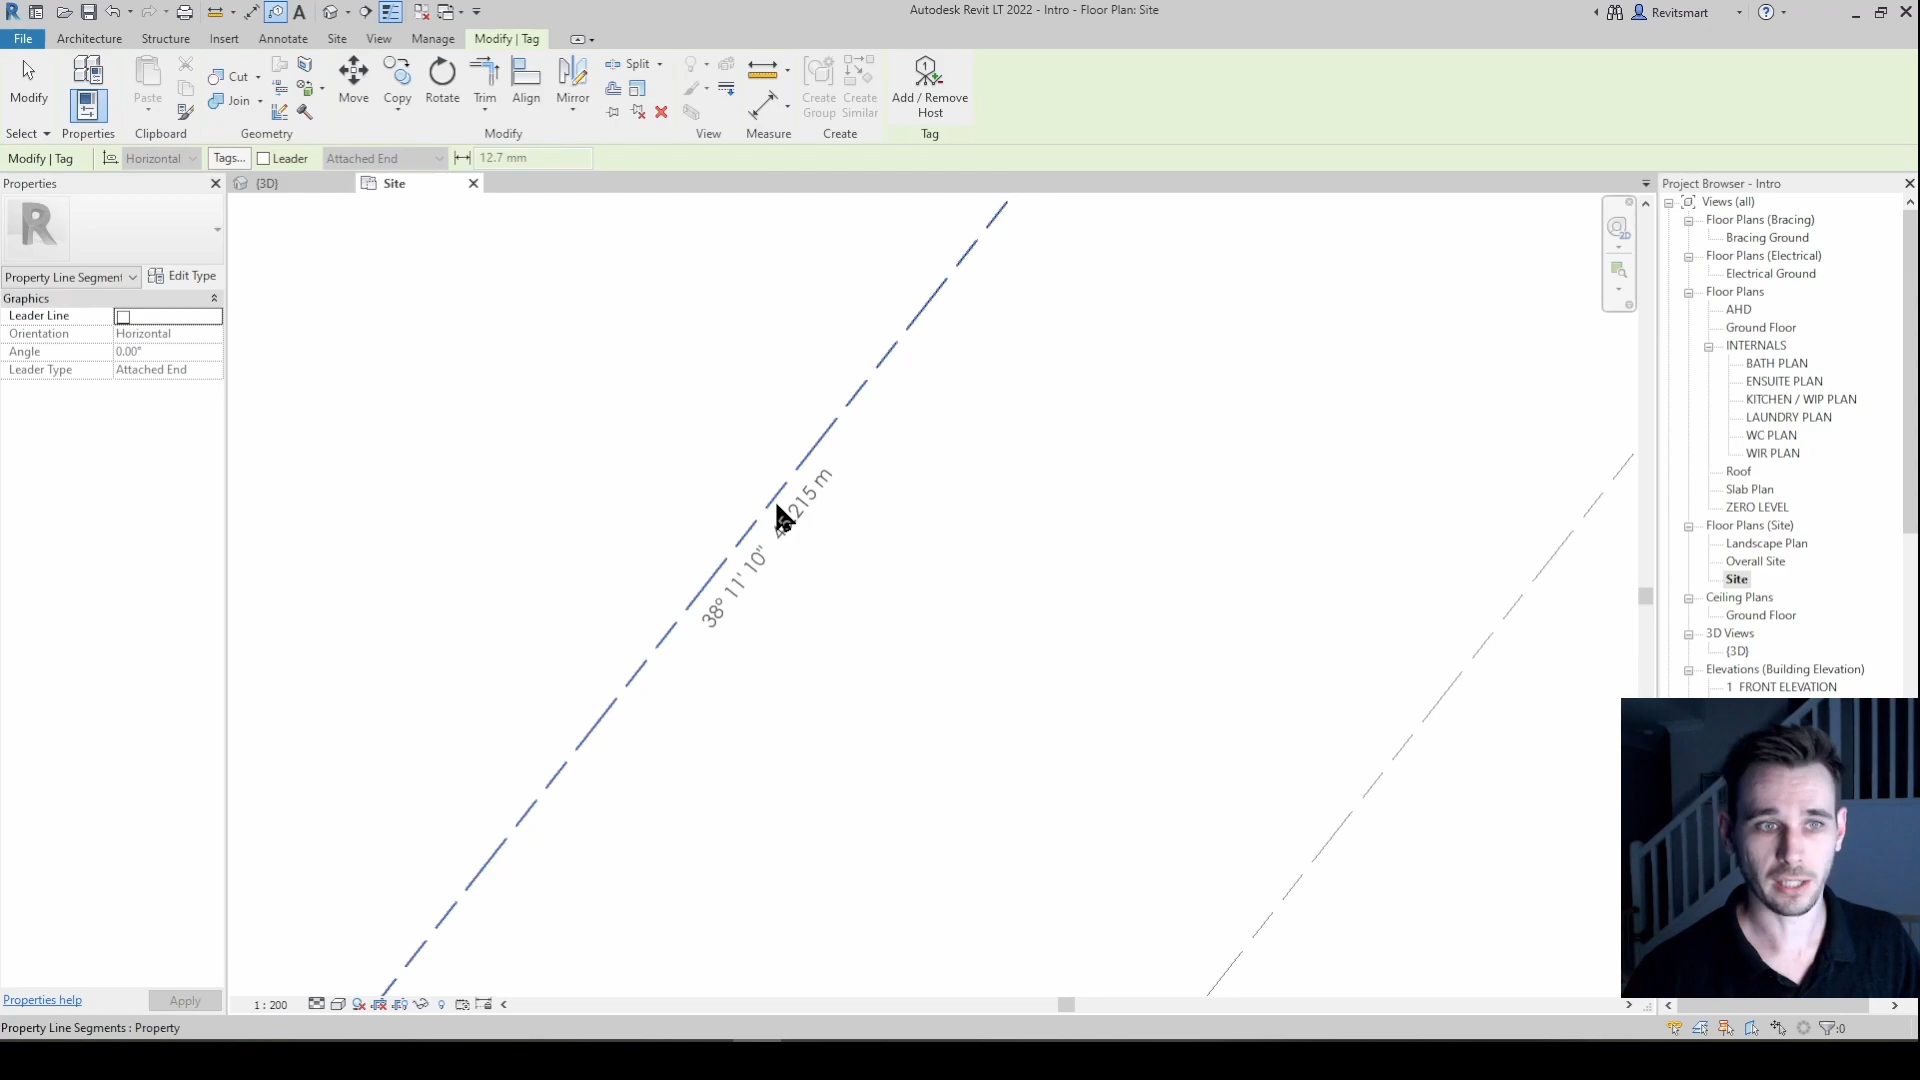 Autodesk Revit LT 2022 - Intro - Floor Plan: Site
Revitsmart
File Architecture Structure Insert Annotate Site View Manage Modify | Tag
Modify Paste Cut Join Move Copy Rotate Trim Align Mirror Split Create Group Create Similar Add / Remove Host
Select Properties Clipboard Geometry Modify View Measure Create Tag
Modify | Tag Horizontal Tags... Leader Attached End 12.7 mm
Properties
{3D}
Site
Project Browser - Intro
Property Line Segment
Edit Type
Graphics
Leader Line
Orientation Horizontal
Angle 0.00°
Leader Type Attached End
38° 11' 10"
215 m
Views (all)
Floor Plans (Bracing)
Bracing Ground
Floor Plans (Electrical)
Electrical Ground
Floor Plans
AHD
Ground Floor
INTERNALS
BATH PLAN
ENSUITE PLAN
KITCHEN / WIP PLAN
LAUNDRY PLAN
WC PLAN
WIR PLAN
Roof
Slab Plan
ZERO LEVEL
Floor Plans (Site)
Landscape Plan
Overall Site
Site
Ceiling Plans
Ground Floor
3D Views
{3D}
Elevations (Building Elevation)
1 FRONT ELEVATION
Properties help
Apply
1 : 200
Property Line Segments : Property
:0